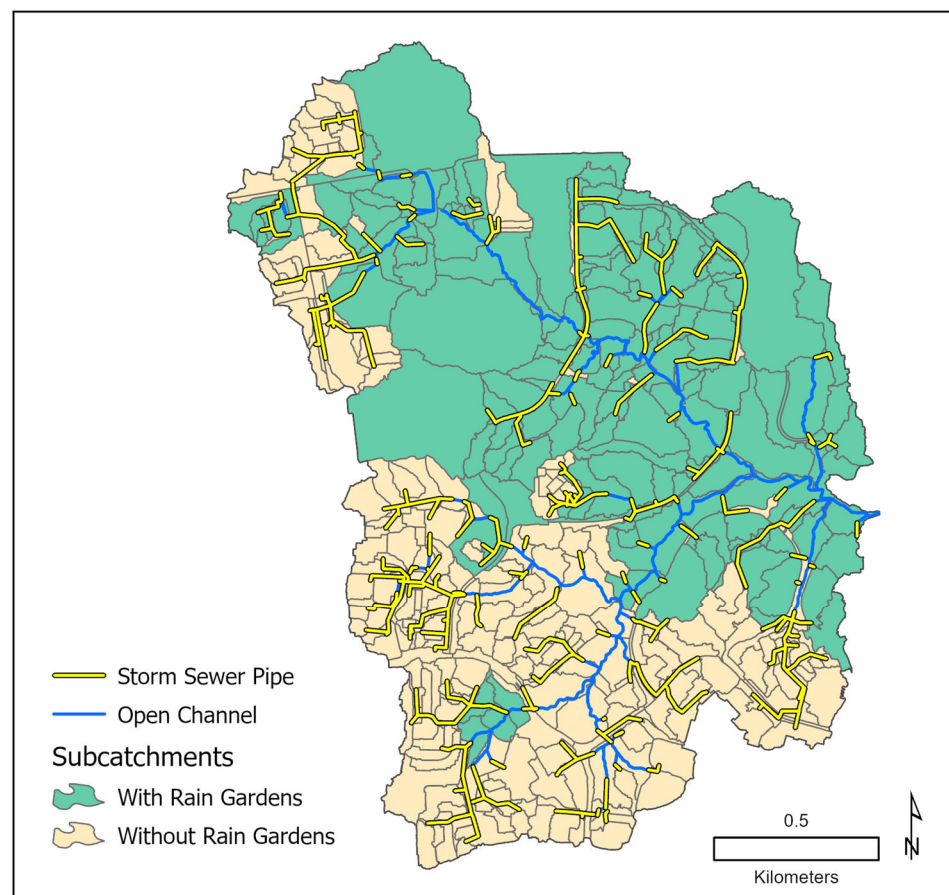 Storm Sewer Pipe
Open Channel
Subcatchments
With Rain Gardens
Without Rain Gardens
0.5
Kilometers
N